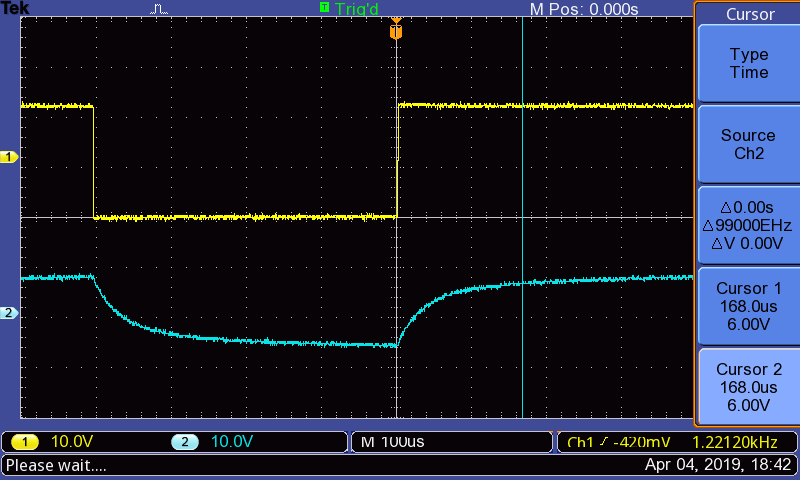 Tek T Trig'd M Pos: 0.000s
Cursor
T
Type
Time
Source
Ch2
1
△0.00s
△99000EHz
△V 0.00V
2
Cursor 1
168.0us
6.00V
Cursor 2
168.0us
6.00V
1 10.0V 2 10.0V M 100us Ch1 -420mV 1.22120kHz
Please wait.... Apr 04, 2019, 18:42